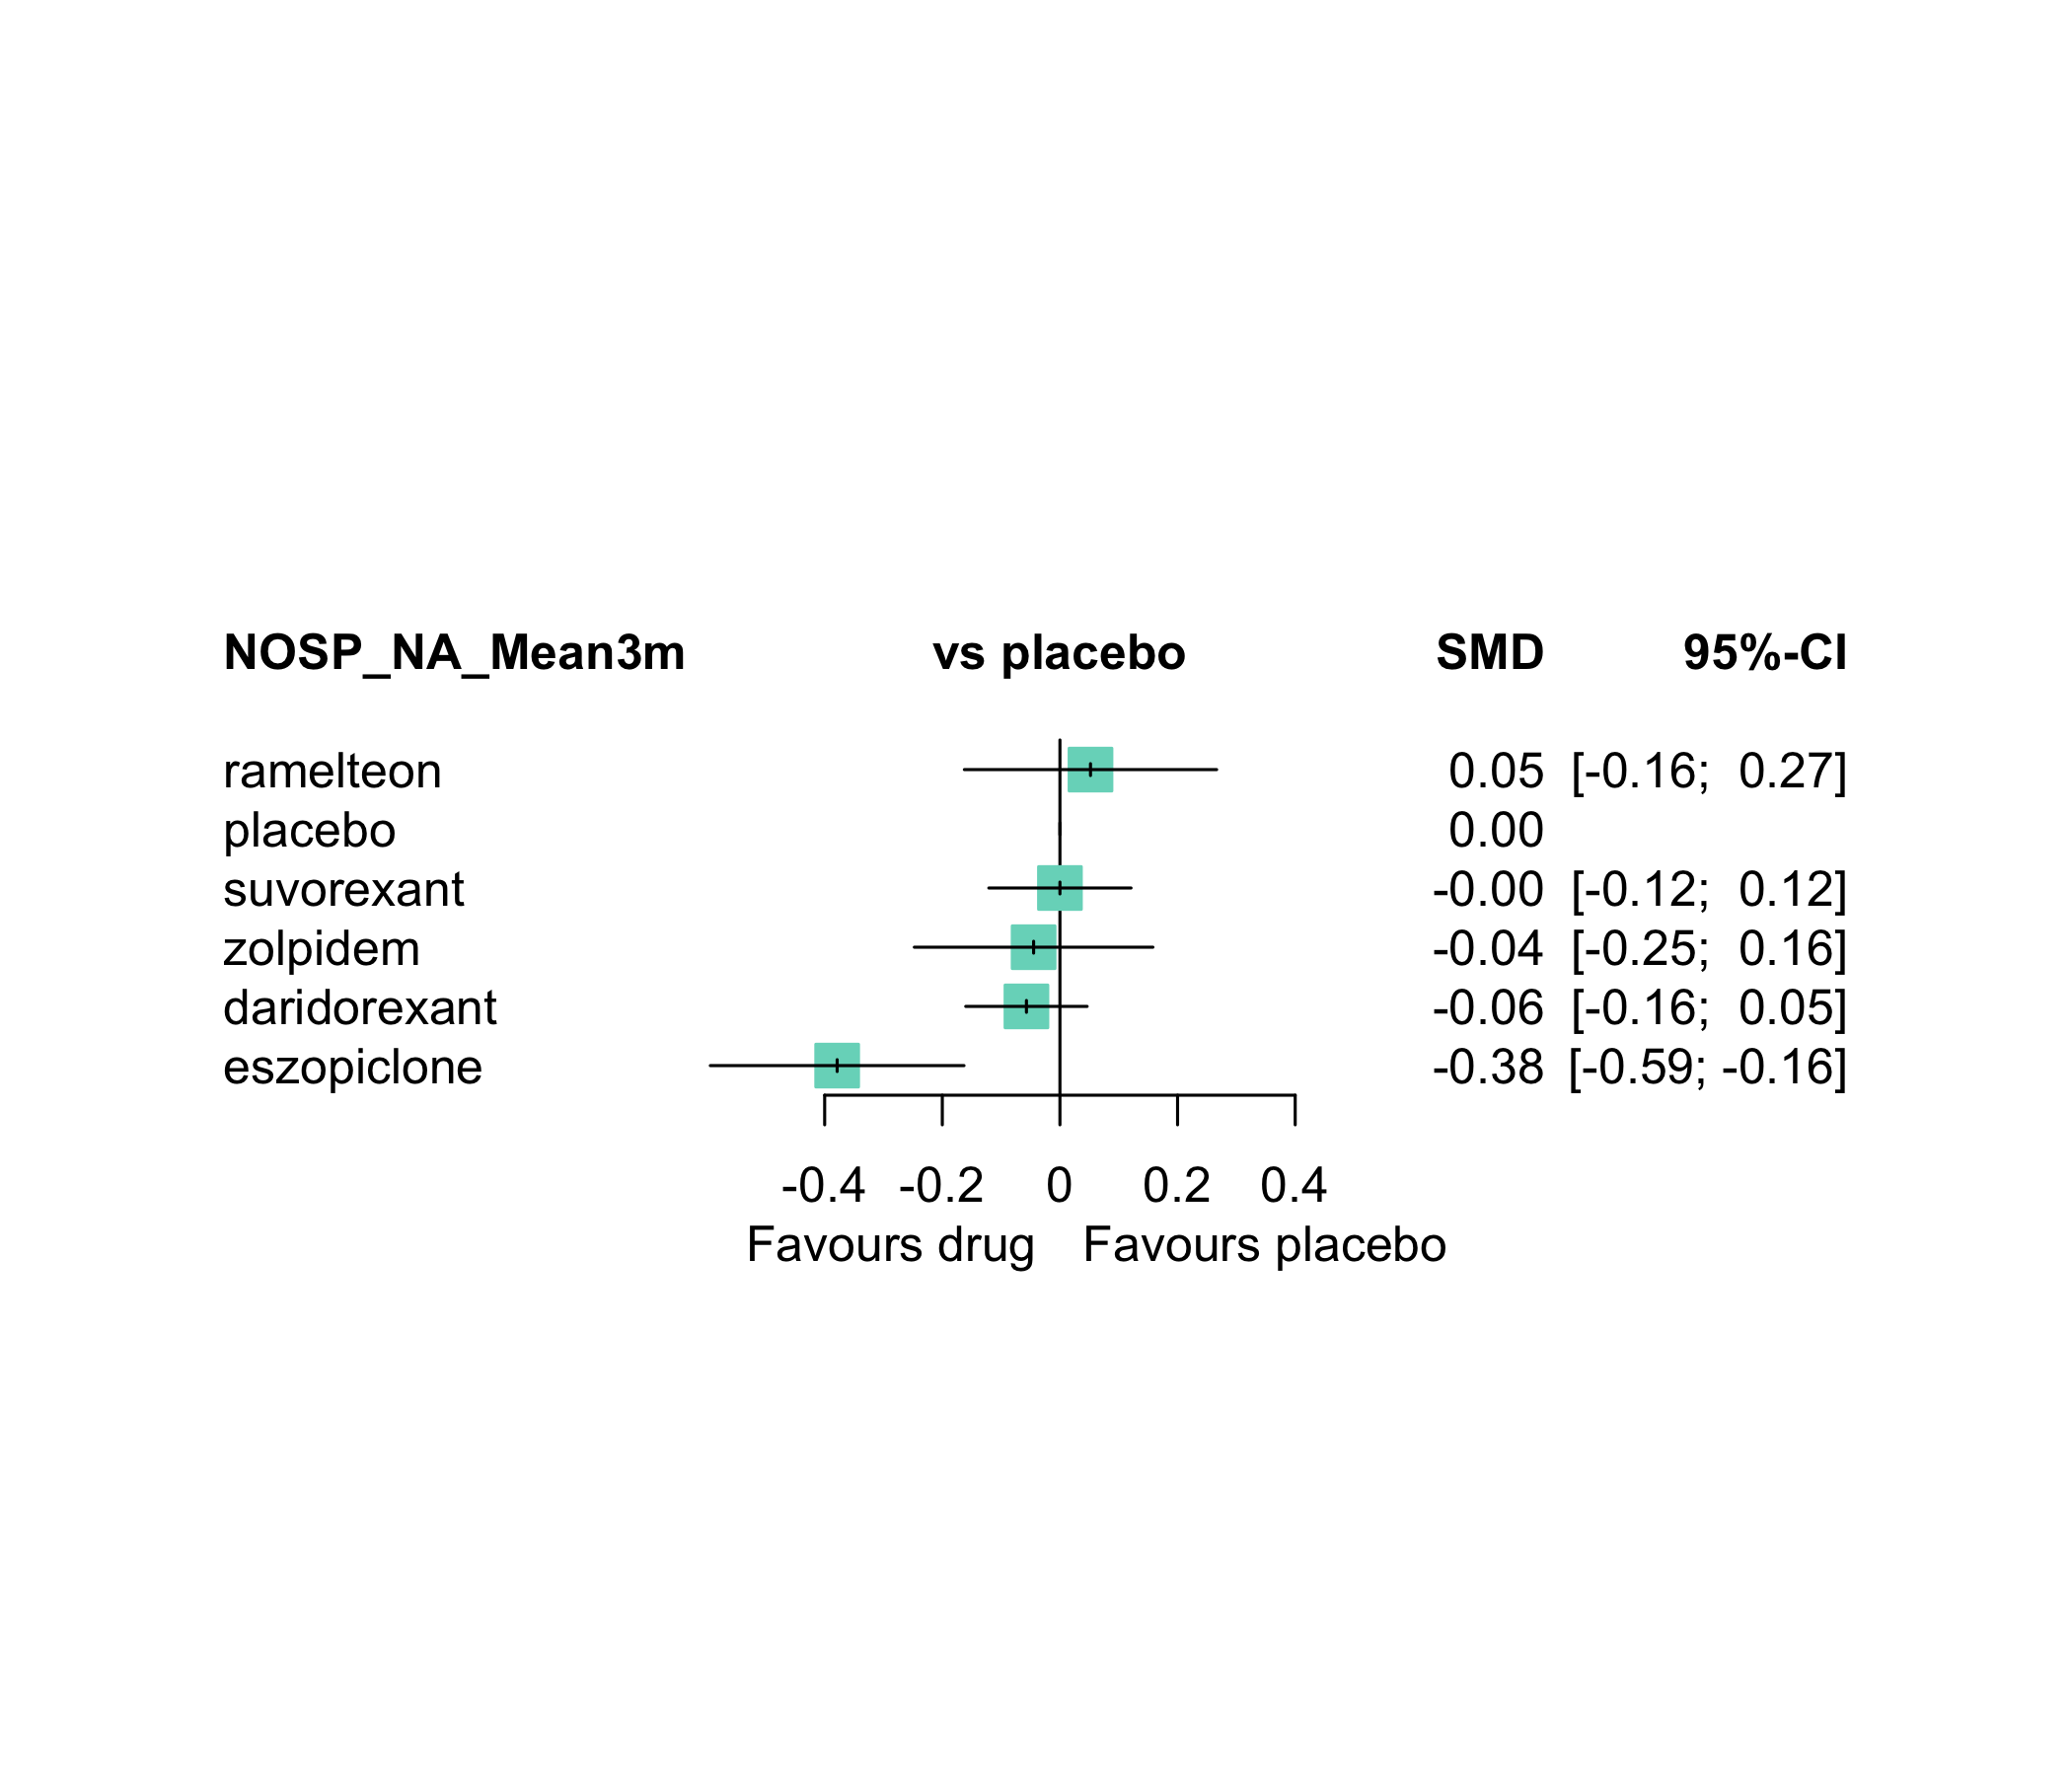 NOSP_NA_Mean3m vs placebo SMD 95%-CI
ramelteon 0.05 [-0.16; 0.27]
placebo 0.00
suvorexant -0.00 [-0.12; 0.12]
zolpidem -0.04 [-0.25; 0.16]
daridorexant -0.06 [-0.16; 0.05]
eszopiclone -0.38 [-0.59; -0.16]
-0.4 -0.2 0 0.2 0.4
Favours drug Favours placebo